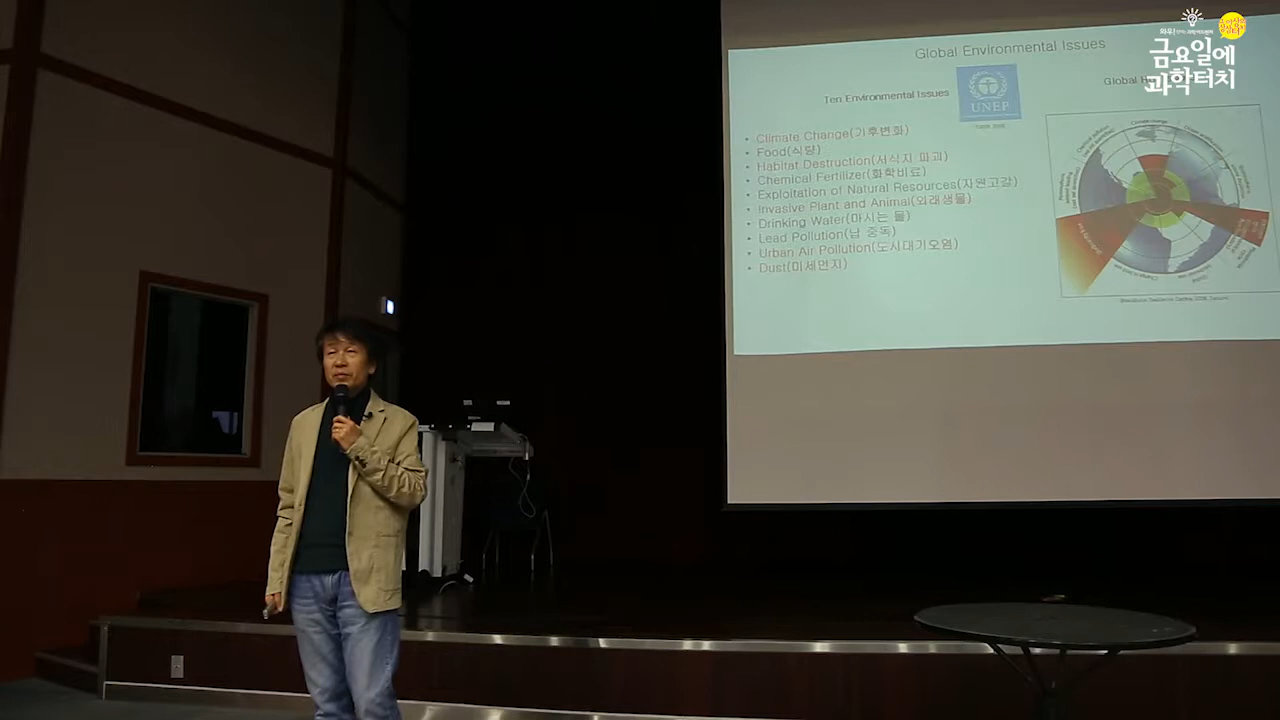 금요일에
과학터치
Global Environmental Issues
Ten Environmental Issues
UNEP
• Climate Change(기후변화)
• Food(식량)
• Habitat Destruction(서식지 파괴)
• Chemical Fertilizer(화학비료)
• Exploitation of Natural Resources(자원고갈)
• Invasive Plant and Animal(외래생물)
• Drinking Water(마시는 물)
• Lead Pollution(납 중독)
• Urban Air Pollution(도시대기오염)
• Dust(미세먼지)
Global
Climate change